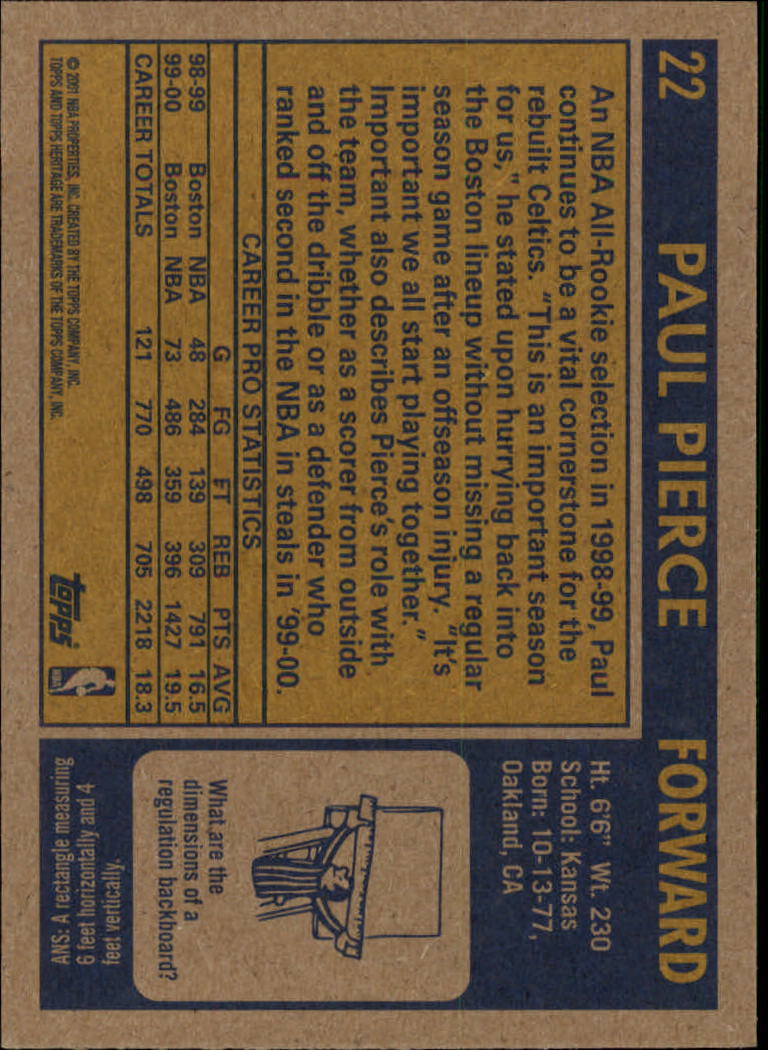 22 PAUL PIERCE FORWARD
An NBA All-Rookie selection in 1998-99, Paul
continues to be a vital cornerstone for the
rebuilt Celtics. "This is an important season
for us," he stated upon hurrying back into
the Boston lineup without missing a regular
season game after an offseason injury. "It's
important we all start playing together."
Important also describes Pierce's role with
the team, whether as a scorer from outside
and off the dribble or as a defender who
ranked second in the NBA in steals in '99-00.
CAREER PRO STATISTICS
G FG FT REB PTS AVG
98-99 Boston NBA 48 284 139 309 791 16.5
99-00 Boston NBA 73 486 359 396 1427 19.5
CAREER TOTALS 121 770 498 705 2218 18.3
© 2001 NBA PROPERTIES, INC. CREATED BY THE TOPPS COMPANY, INC.
TOPPS AND TOPPS HERITAGE ARE TRADEMARKS OF THE TOPPS COMPANY, INC.
topps
NBA
Ht. 6'6" Wt. 230
School: Kansas
Born: 10-13-77,
Oakland, CA
What are the
dimensions of a
regulation backboard?
ANS: A rectangle measuring
6 feet horizontally and 4
feet vertically.